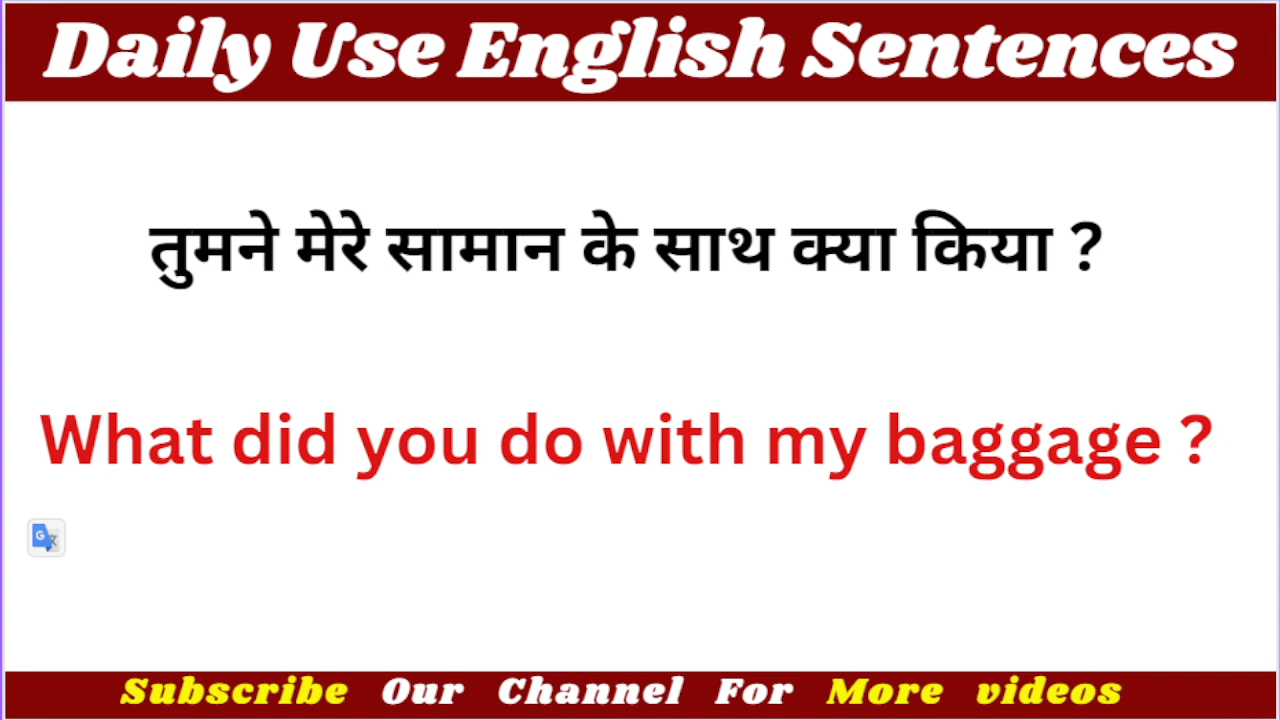 Daily Use English Sentences
तुमने मेरे सामान के साथ क्या किया ?
What did you do with my baggage ?
G
Subscribe Our Channel For More videos